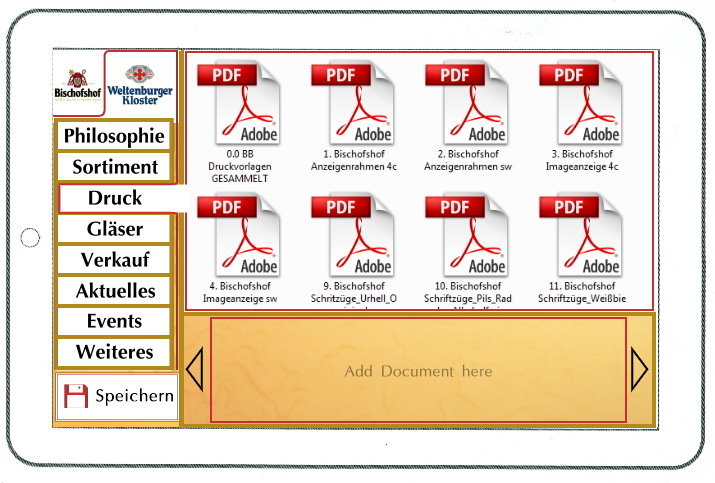 Bischofshof
Weltenburger
Kloster
Philosophie
Sortiment
Druck
Gläser
Verkauf
Aktuelles
Events
Weiteres
Speichern
PDF
Adobe
0.0 BB
Druckvorlagen
GESAMMELT
PDF
Adobe
1. Bischofshof
Anzeigenrahmen 4c
PDF
Adobe
2. Bischofshof
Anzeigenrahmen sw
PDF
Adobe
3. Bischofshof
Imageanzeige 4c
PDF
Adobe
4. Bischofshof
Imageanzeige sw
PDF
Adobe
9. Bischofshof
Schritzüge_Urhell_O
PDF
Adobe
10. Bischofshof
Schriftzüge_Pils_Rad
PDF
Adobe
11. Bischofshof
Schriftzüge_Weißbie
Add Document here